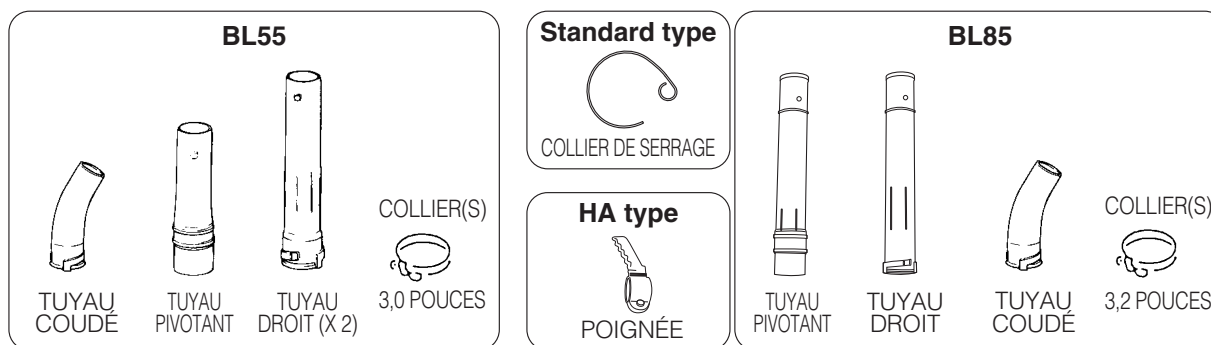 BL55
TUYAU
COUDÉ
TUYAU
PIVOTANT
TUYAU
DROIT (X 2)
COLLIER(S)
3,0 POUCES
Standard type
COLLIER DE SERRAGE
HA type
POIGNÉE
BL85
TUYAU
PIVOTANT
TUYAU
DROIT
TUYAU
COUDÉ
COLLIER(S)
3,2 POUCES